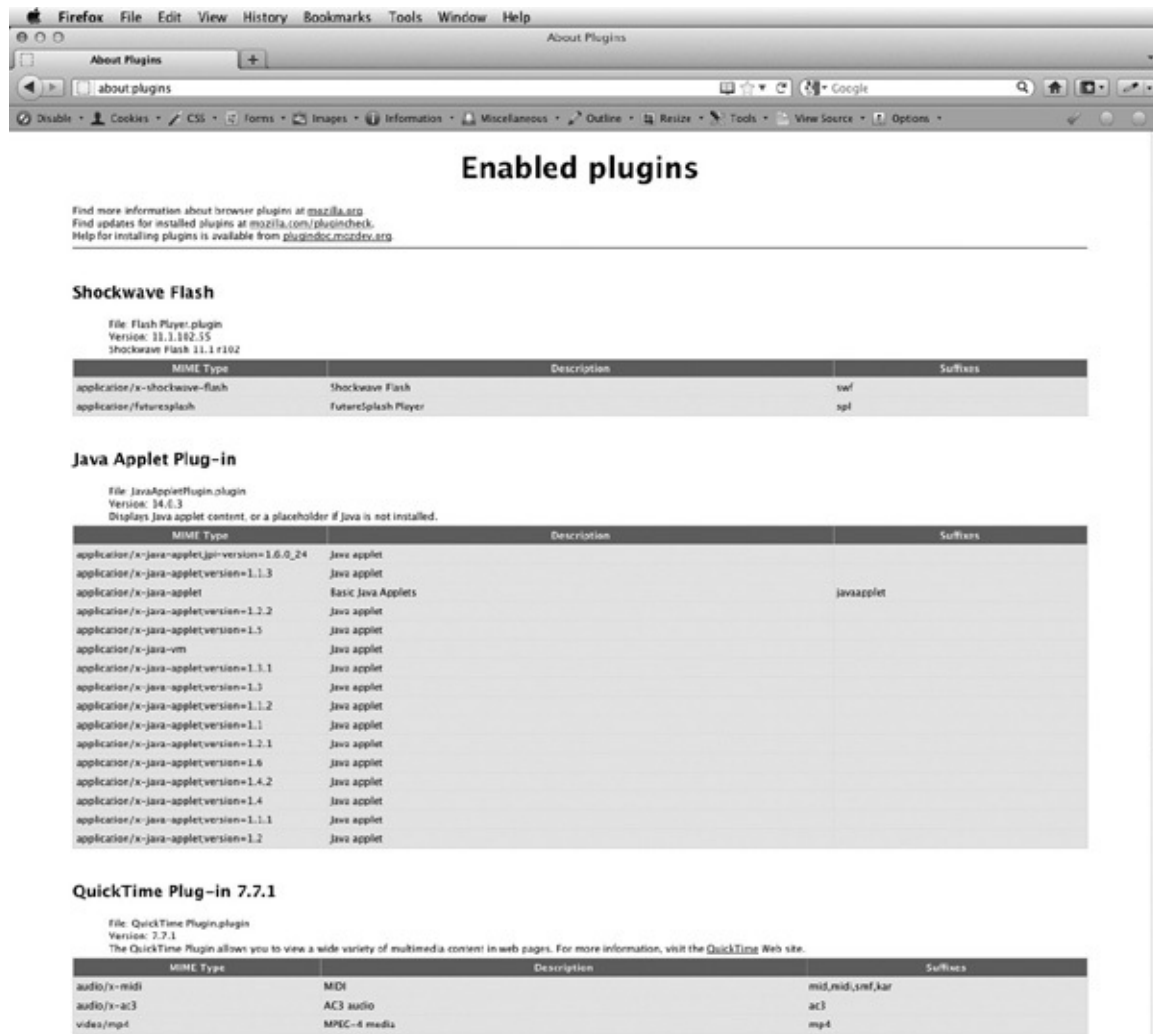 Firefox File Edit View History Bookmarks Tools Window Help
About Plugins
About Plugins +
about:plugins Google
Disable Cookies CSS Forms Images Information Miscellaneous Outline Resize Tools View Source Options
Enabled plugins
Find more information about browser plugins at mozilla.org.
Find updates for installed plugins at mozilla.com/plugincheck.
Help for installing plugins is available from plugindoc.mozdev.org.
Shockwave Flash
File: Flash Player.plugin
Version: 11.1.102.55
Shockwave Flash 11.1 r102
MIME Type Description Suffixes
application/x-shockwave-flash Shockwave Flash swf
application/futuresplash FutureSplash Player spl
Java Applet Plug-in
File: JavaAppletPlugin.plugin
Version: 14.0.3
Displays Java applet content, or a placeholder if Java is not installed.
MIME Type Description Suffixes
application/x-java-applet;jpi-version=1.6.0_24 Java applet
application/x-java-applet;version=1.1.3 Java applet
application/x-java-applet Basic Java Applets javaapplet
application/x-java-applet;version=1.2.2 Java applet
application/x-java-applet;version=1.5 Java applet
application/x-java-vm Java applet
application/x-java-applet;version=1.3.1 Java applet
application/x-java-applet;version=1.3 Java applet
application/x-java-applet;version=1.1.2 Java applet
application/x-java-applet;version=1.1 Java applet
application/x-java-applet;version=1.2.1 Java applet
application/x-java-applet;version=1.6 Java applet
application/x-java-applet;version=1.4.2 Java applet
application/x-java-applet;version=1.4 Java applet
application/x-java-applet;version=1.1.1 Java applet
application/x-java-applet;version=1.2 Java applet
QuickTime Plug-in 7.7.1
File: QuickTime Plugin.plugin
Version: 7.7.1
The QuickTime Plugin allows you to view a wide variety of multimedia content in web pages. For more information, visit the QuickTime Web site.
MIME Type Description Suffixes
audio/x-midi MIDI mid,midi,smf,kar
audio/x-ac3 AC3 audio ac3
video/mp4 MPEG-4 media mp4